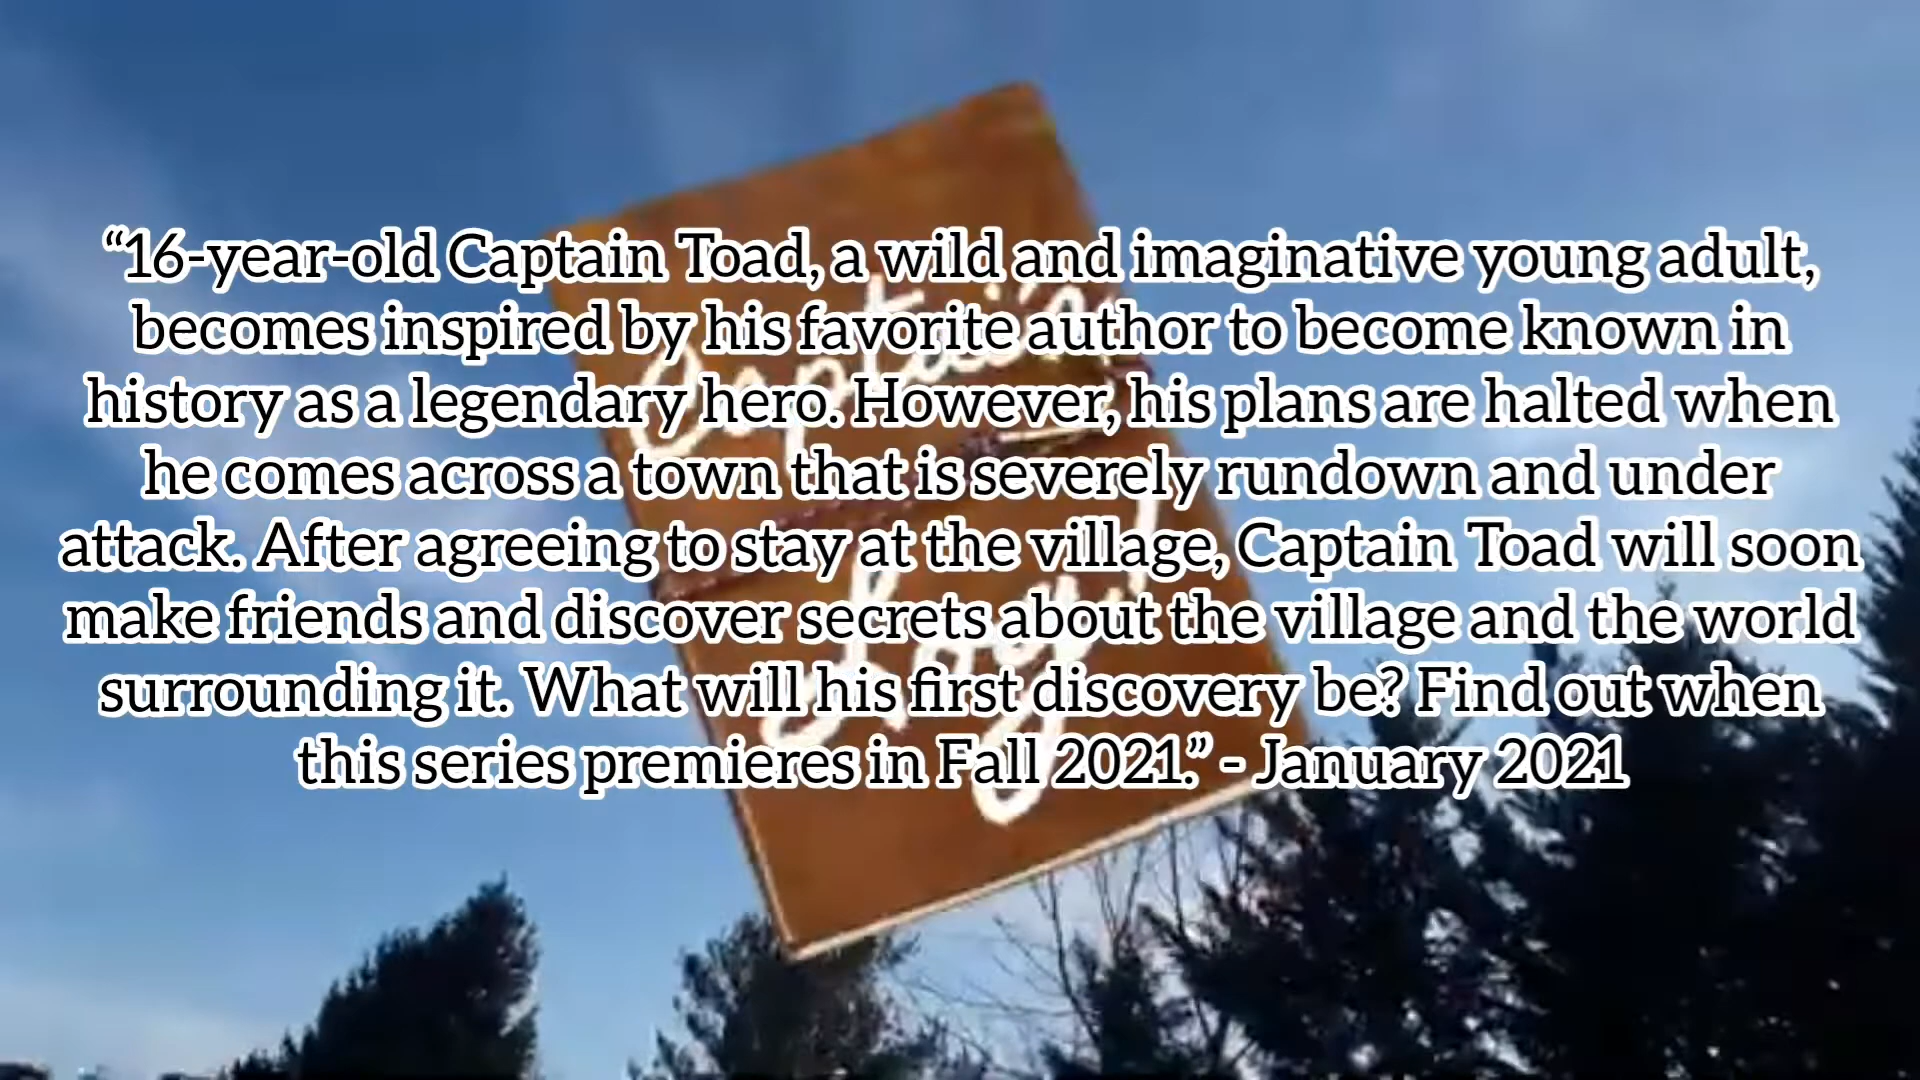 “16-year-old Captain Toad, a wild and imaginative young adult,
becomes inspired by his favorite author to become known in
history as a legendary hero. However, his plans are halted when
he comes across a town that is severely rundown and under
attack. After agreeing to stay at the village, Captain Toad will soon
make friends and discover secrets about the village and the world
surrounding it. What will his first discovery be? Find out when
this series premieres in Fall 2021.” - January 2021
Captain's
Log!